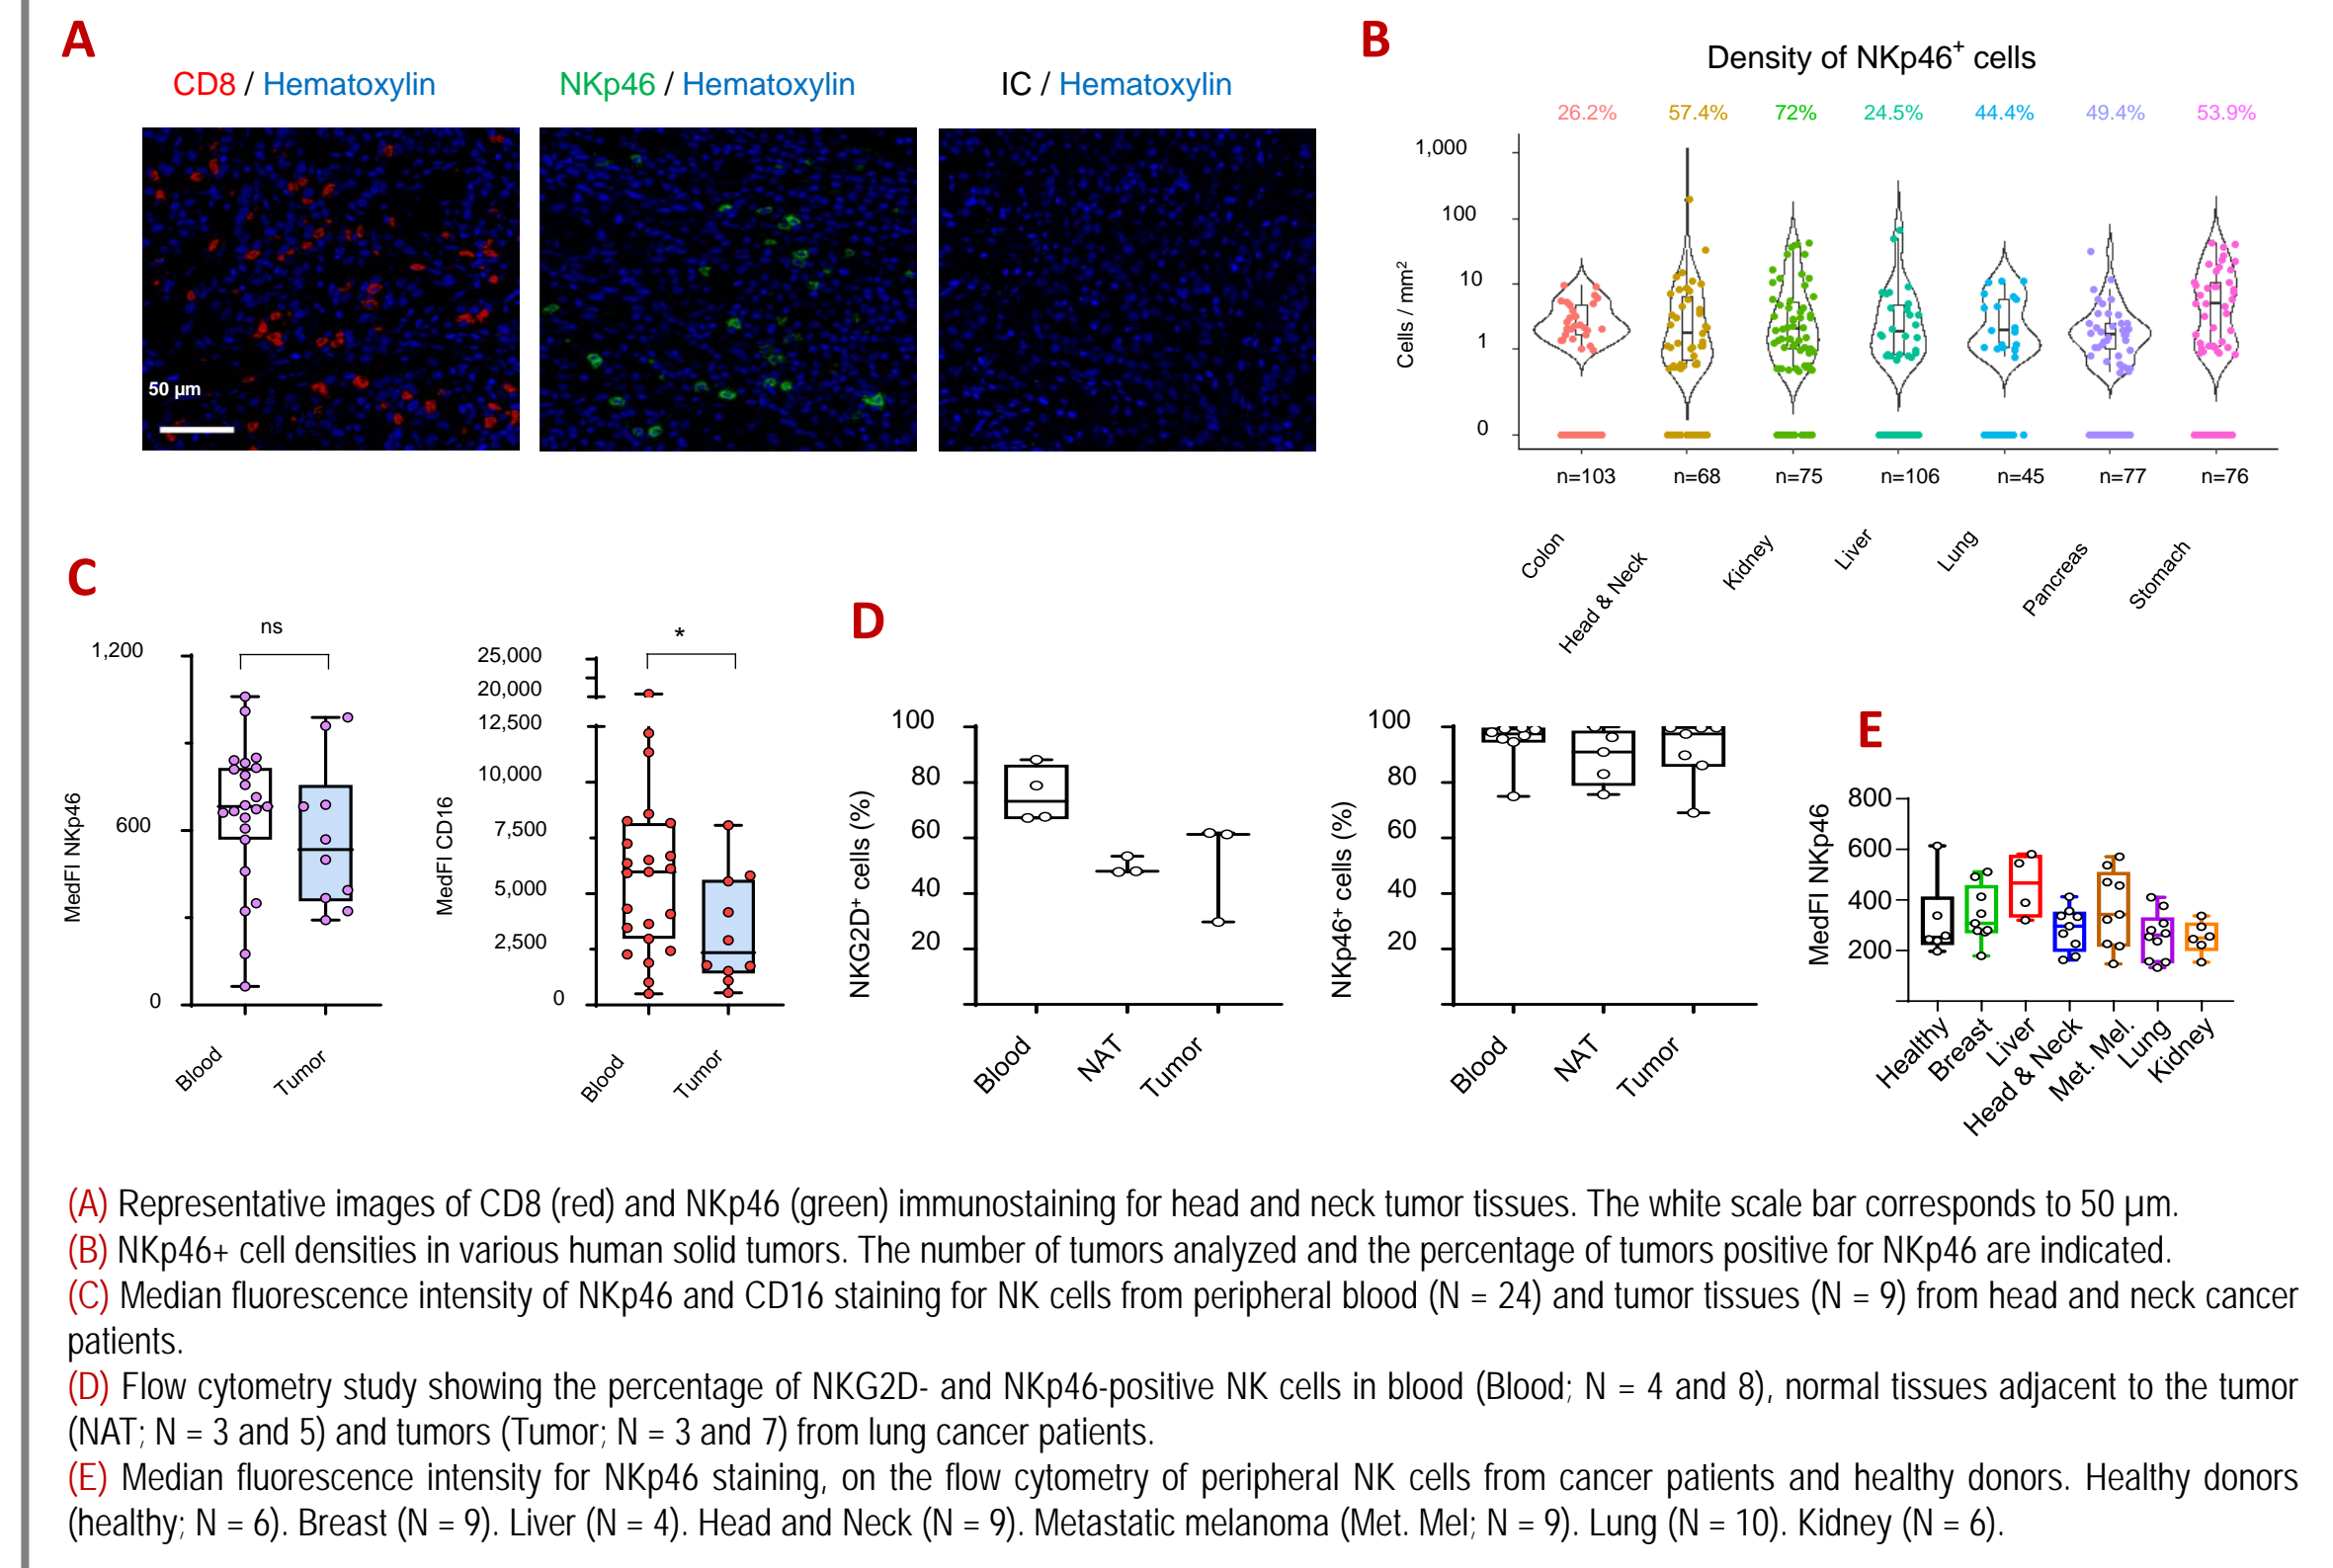 A
CD8 / Hematoxylin
NKp46 / Hematoxylin
IC / Hematoxylin
50 µm
B
Density of NKp46+ cells
26.2% 57.4% 72% 24.5% 44.4% 49.4% 53.9%
Cells / mm2
1,000
100
10
1
0
n=103 n=68 n=75 n=106 n=45 n=77 n=76
Colon
Head & Neck
Kidney
Liver
Lung
Pancreas
Stomach
C
ns
MedFI NKp46
1,200
600
0
Blood
Tumor
*
MedFI CD16
25,000
20,000
12,500
10,000
7,500
5,000
2,500
0
Blood
Tumor
D
NKG2D+ cells (%)
100
80
60
40
20
Blood
NAT
Tumor
NKp46+ cells (%)
100
80
60
40
20
Blood
NAT
Tumor
E
MedFI NKp46
800
600
400
200
Healthy
Breast
Liver
Head & Neck
Met. Mel.
Lung
Kidney
(A) Representative images of CD8 (red) and NKp46 (green) immunostaining for head and neck tumor tissues. The white scale bar corresponds to 50 µm.
(B) NKp46+ cell densities in various human solid tumors. The number of tumors analyzed and the percentage of tumors positive for NKp46 are indicated.
(C) Median fluorescence intensity of NKp46 and CD16 staining for NK cells from peripheral blood (N = 24) and tumor tissues (N = 9) from head and neck cancer
patients.
(D) Flow cytometry study showing the percentage of NKG2D- and NKp46-positive NK cells in blood (Blood; N = 4 and 8), normal tissues adjacent to the tumor
(NAT; N = 3 and 5) and tumors (Tumor; N = 3 and 7) from lung cancer patients.
(E) Median fluorescence intensity for NKp46 staining, on the flow cytometry of peripheral NK cells from cancer patients and healthy donors. Healthy donors
(healthy; N = 6). Breast (N = 9). Liver (N = 4). Head and Neck (N = 9). Metastatic melanoma (Met. Mel; N = 9). Lung (N = 10). Kidney (N = 6).